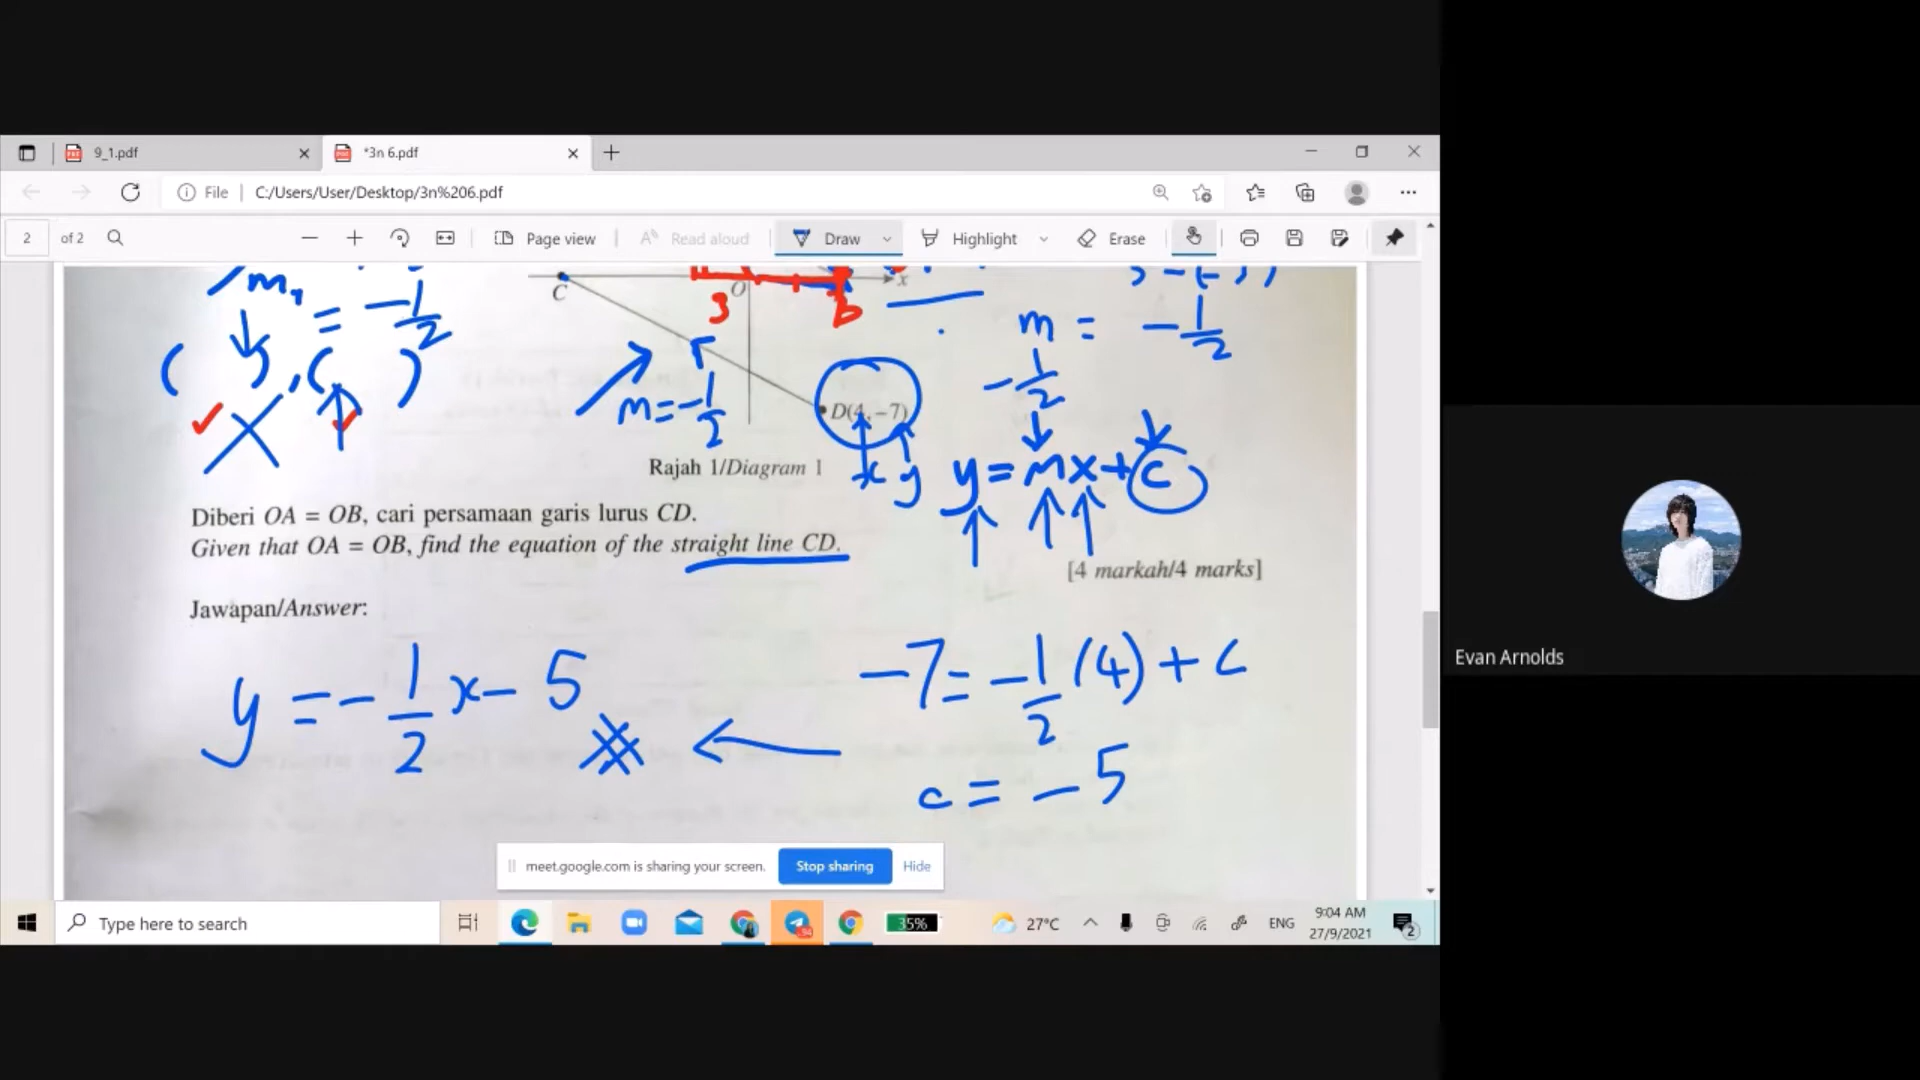 9_1.pdf
*3n 6.pdf
File
C:/Users/User/Desktop/3n%206.pdf
2 of 2
Page view
Read aloud
Draw
Highlight
Erase
m₁ = -1/2
( ), ( )
C
O
x
3
B
m = -1/2
m = -1/2
-1/2
D(4, -7)
x y
y = mx + c
Rajah 1/Diagram 1
Diberi OA = OB, cari persamaan garis lurus CD.
Given that OA = OB, find the equation of the straight line CD.
[4 markah/4 marks]
Jawapan/Answer:
y = -1/2 x - 5
-7 = -1/2 (4) + c
c = -5
meet.google.com is sharing your screen.
Stop sharing
Hide
Type here to search
94
35%
27°C
ENG
9:04 AM
27/9/2021
2
Evan Arnolds